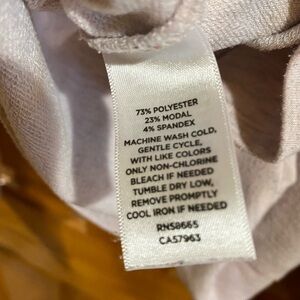 73% POLYESTER
23% MODAL
4% SPANDEX
MACHINE WASH COLD,
GENTLE CYCLE,
WITH LIKE COLORS
ONLY NON-CHLORINE
BLEACH IF NEEDED
TUMBLE DRY LOW,
REMOVE PROMPTLY
COOL IRON IF NEEDED
RN58665
CA57963